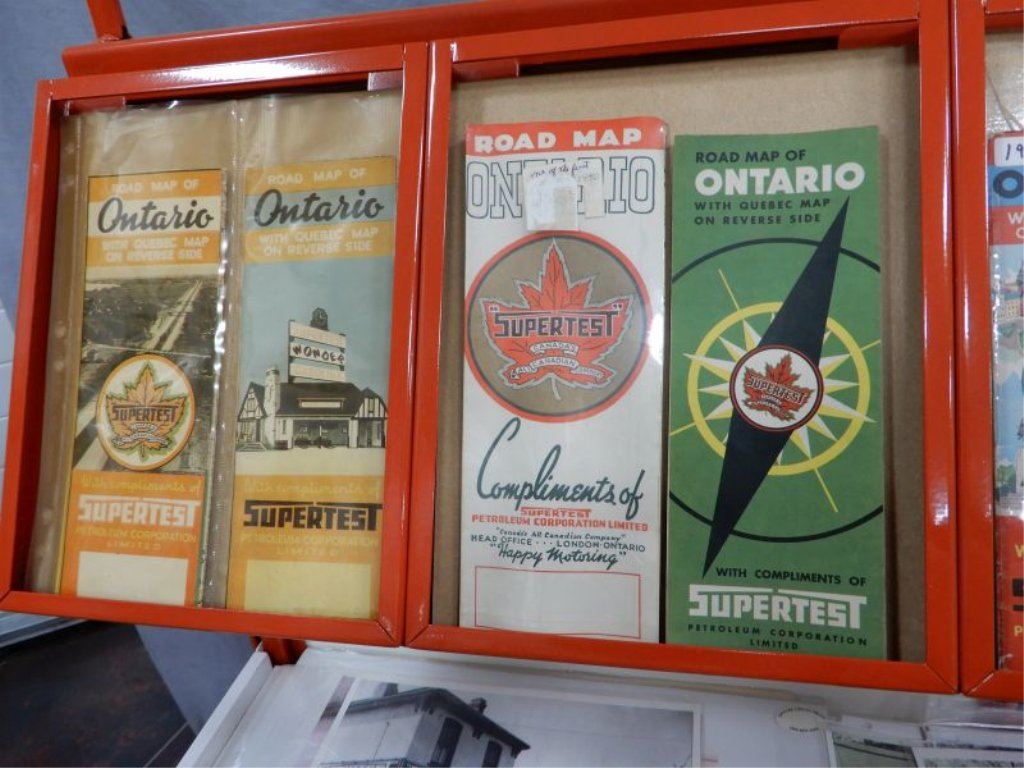 ROAD MAP OF
Ontario
WITH QUEBEC MAP
ON REVERSE SIDE
SUPERTEST
With compliments of
SUPERTEST
PETROLEUM CORPORATION
LIMITED
ROAD MAP OF
Ontario
WITH QUEBEC MAP
ON REVERSE SIDE
WONDER
With compliments of
SUPERTEST
PETROLEUM CORPORATION
LIMITED
ROAD MAP
ONTARIO
"SUPERTEST"
CANADA'S
ALL CANADIAN
Compliments of
SUPERTEST
PETROLEUM CORPORATION LIMITED
"Canada's All Canadian Company"
HEAD OFFICE · · · LONDON·ONTARIO
"Happy Motoring"
ROAD MAP OF
ONTARIO
WITH QUEBEC MAP
ON REVERSE SIDE
SUPERTEST
WITH COMPLIMENTS OF
SUPERTEST
PETROLEUM CORPORATION
LIMITED
19
O